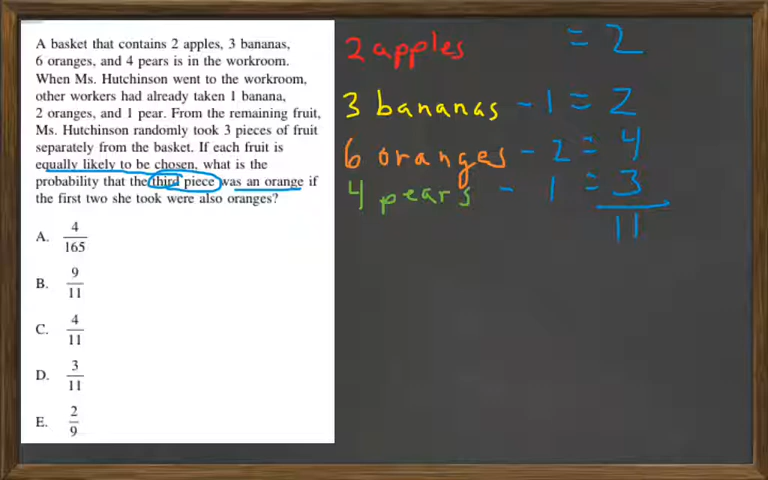 A basket that contains 2 apples, 3 bananas,
6 oranges, and 4 pears is in the workroom.
When Ms. Hutchinson went to the workroom,
other workers had already taken 1 banana,
2 oranges, and 1 pear. From the remaining fruit,
Ms. Hutchinson randomly took 3 pieces of fruit
separately from the basket. If each fruit is
equally likely to be chosen, what is the
probability that the third piece was an orange if
the first two she took were also oranges?
A. 4/165
B. 9/11
C. 4/11
D. 3/11
E. 2/9
2 apples = 2
3 bananas - 1 = 2
6 oranges - 2 = 4
4 pears - 1 = 3
11